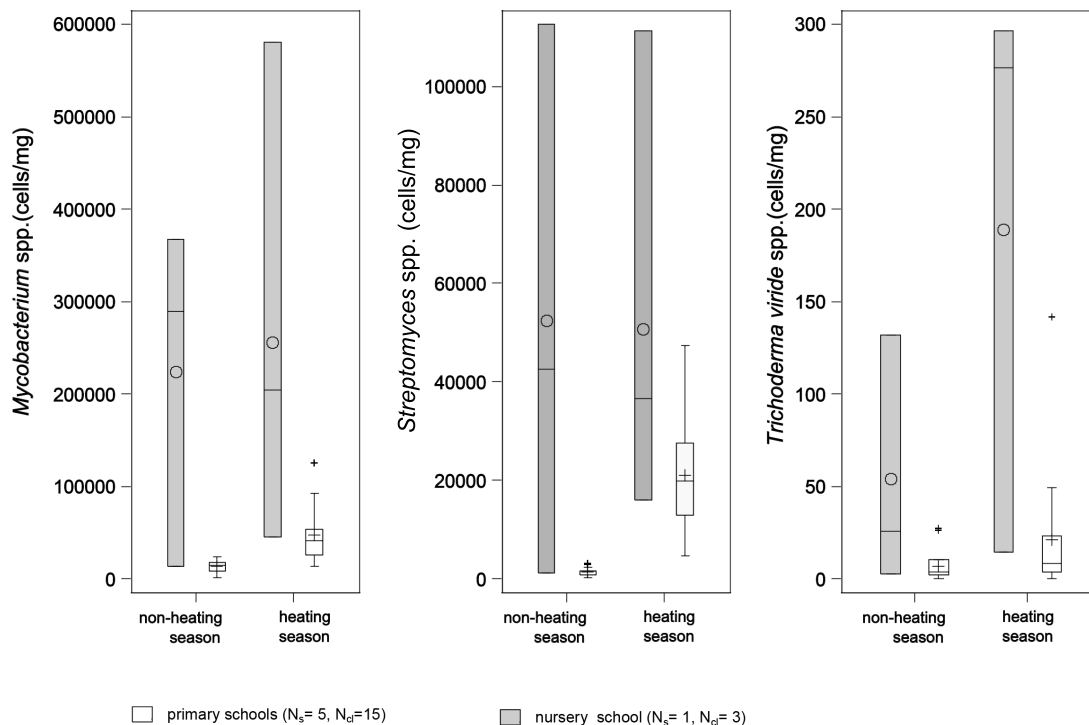 Mycobacterium spp.(cells/mg)
600000
500000
400000
300000
200000
100000
0
non-heating
season
heating
season
Streptomyces spp. (cells/mg)
100000
80000
60000
40000
20000
0
non-heating
season
heating
season
Trichoderma viride spp.(cells/mg)
300
250
200
150
100
50
0
non-heating
season
heating
season
primary schools (Ns= 5, Ncl=15)
nursery school (Ns= 1, Ncl= 3)